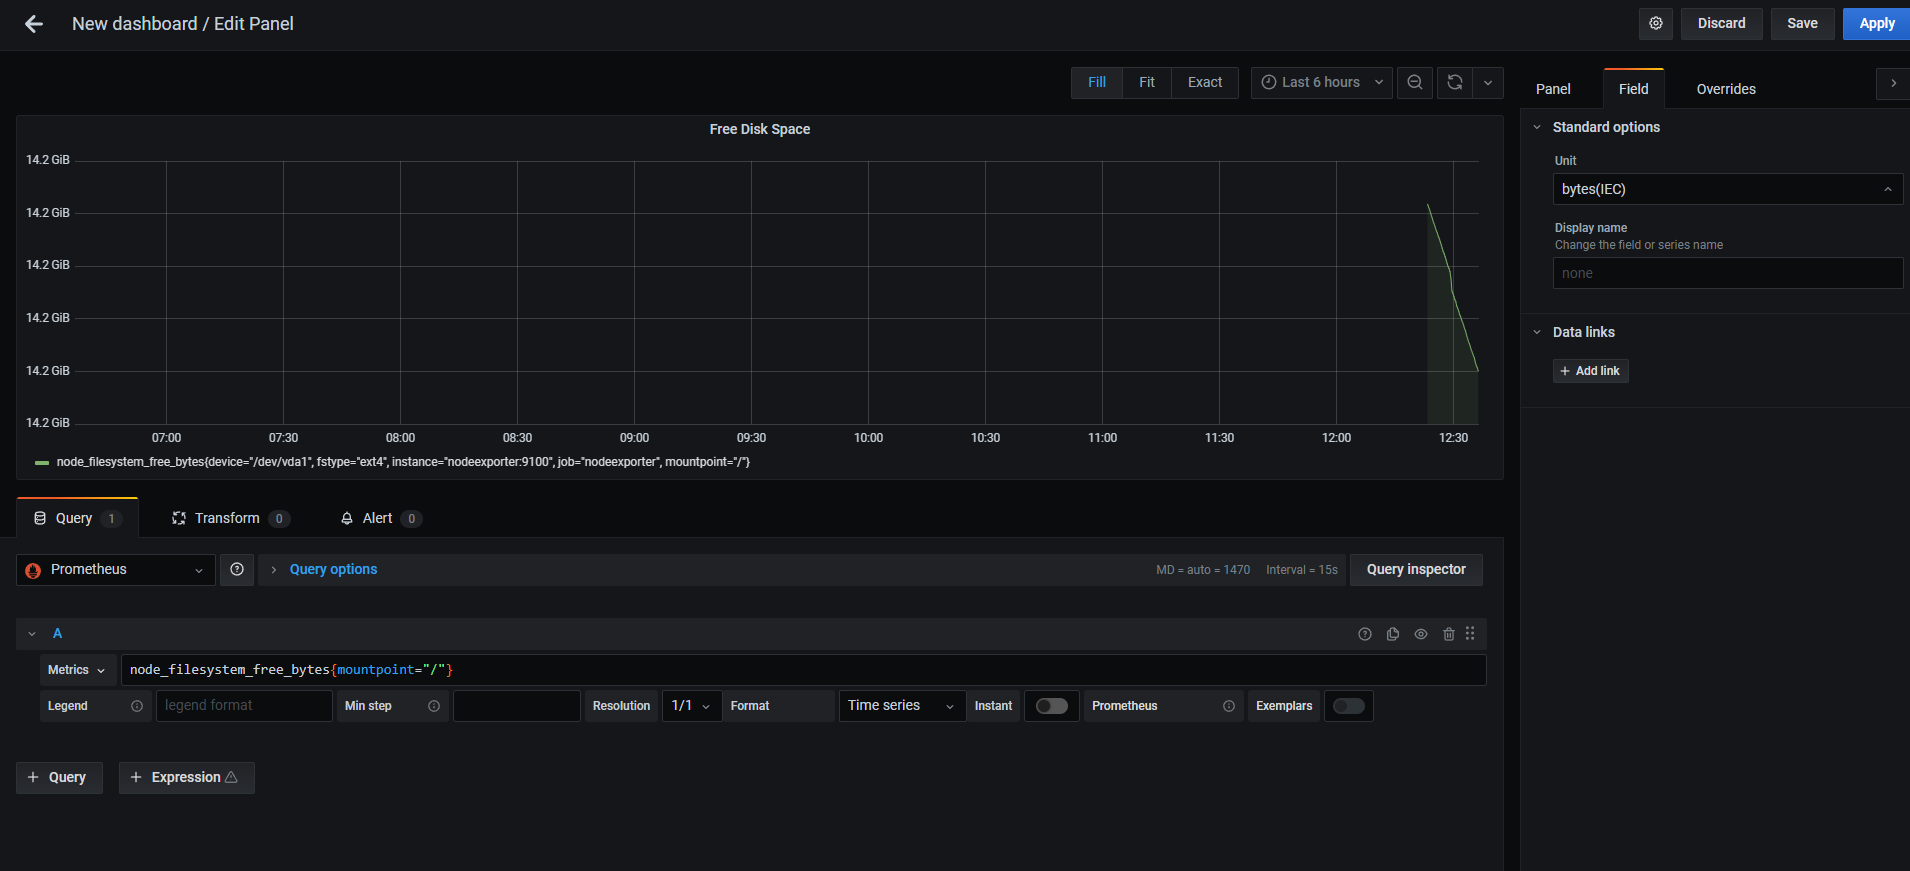 New dashboard / Edit Panel
Discard
Save
Apply
Fill
Fit
Exact
Last 6 hours
Panel
Field
Overrides
Free Disk Space
14.2 GiB
14.2 GiB
14.2 GiB
14.2 GiB
14.2 GiB
14.2 GiB
07:00 07:30 08:00 08:30 09:00 09:30 10:00 10:30 11:00 11:30 12:00 12:30
node_filesystem_free_bytes{device="/dev/vda1", fstype="ext4", instance="nodeexporter:9100", job="nodeexporter", mountpoint="/"}
Standard options
Unit
bytes(IEC)
Display name
Change the field or series name
none
Data links
+ Add link
Query 1
Transform 0
Alert 0
Prometheus
Query options
MD = auto = 1470 Interval = 15s
Query inspector
A
Metrics
node_filesystem_free_bytes{mountpoint="/"}
Legend
legend format
Min step
Resolution
1/1
Format
Time series
Instant
Prometheus
Exemplars
+ Query
+ Expression